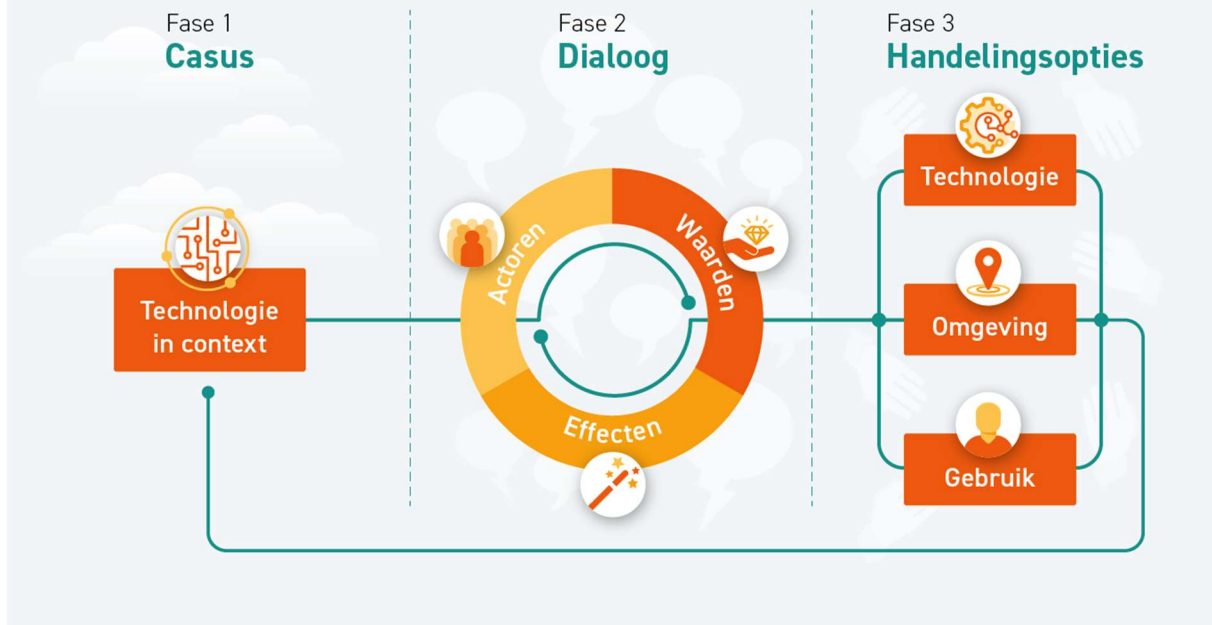 Fase 1
Casus
Fase 2
Dialoog
Fase 3
Handelingsopties
Technologie
in context
Actoren
Waarden
Effecten
Technologie
Omgeving
Gebruik